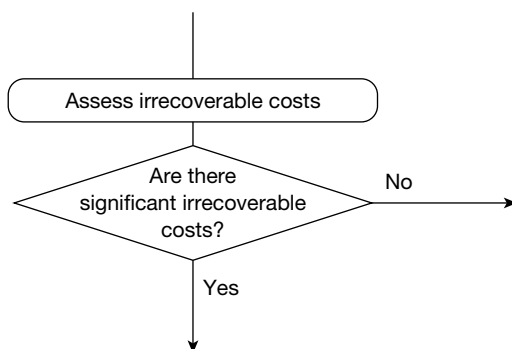 Assess irrecoverable costs
Are there
significant irrecoverable
costs?
No
Yes